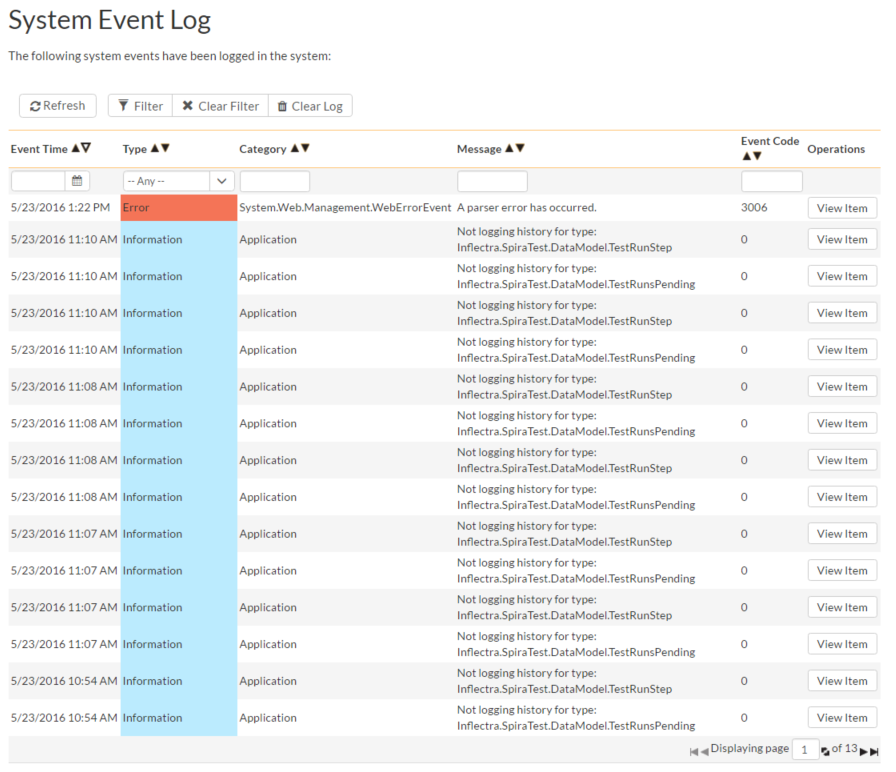 System Event Log
The following system events have been logged in the system:
Refresh Filter Clear Filter Clear Log
Event Time Type Category Message Event Code Operations
-- Any --
5/23/2016 1:22 PM Error System.Web.Management.WebErrorEvent A parser error has occurred. 3006 View Item
5/23/2016 11:10 AM Information Application Not logging history for type:
Inflectra.SpiraTest.DataModel.TestRunStep 0 View Item
5/23/2016 11:10 AM Information Application Not logging history for type:
Inflectra.SpiraTest.DataModel.TestRunsPending 0 View Item
5/23/2016 11:10 AM Information Application Not logging history for type:
Inflectra.SpiraTest.DataModel.TestRunStep 0 View Item
5/23/2016 11:10 AM Information Application Not logging history for type:
Inflectra.SpiraTest.DataModel.TestRunsPending 0 View Item
5/23/2016 11:08 AM Information Application Not logging history for type:
Inflectra.SpiraTest.DataModel.TestRunStep 0 View Item
5/23/2016 11:08 AM Information Application Not logging history for type:
Inflectra.SpiraTest.DataModel.TestRunsPending 0 View Item
5/23/2016 11:08 AM Information Application Not logging history for type:
Inflectra.SpiraTest.DataModel.TestRunStep 0 View Item
5/23/2016 11:08 AM Information Application Not logging history for type:
Inflectra.SpiraTest.DataModel.TestRunsPending 0 View Item
5/23/2016 11:07 AM Information Application Not logging history for type:
Inflectra.SpiraTest.DataModel.TestRunStep 0 View Item
5/23/2016 11:07 AM Information Application Not logging history for type:
Inflectra.SpiraTest.DataModel.TestRunsPending 0 View Item
5/23/2016 11:07 AM Information Application Not logging history for type:
Inflectra.SpiraTest.DataModel.TestRunStep 0 View Item
5/23/2016 11:07 AM Information Application Not logging history for type:
Inflectra.SpiraTest.DataModel.TestRunsPending 0 View Item
5/23/2016 10:54 AM Information Application Not logging history for type:
Inflectra.SpiraTest.DataModel.TestRunStep 0 View Item
5/23/2016 10:54 AM Information Application Not logging history for type:
Inflectra.SpiraTest.DataModel.TestRunsPending 0 View Item
Displaying page 1 of 13